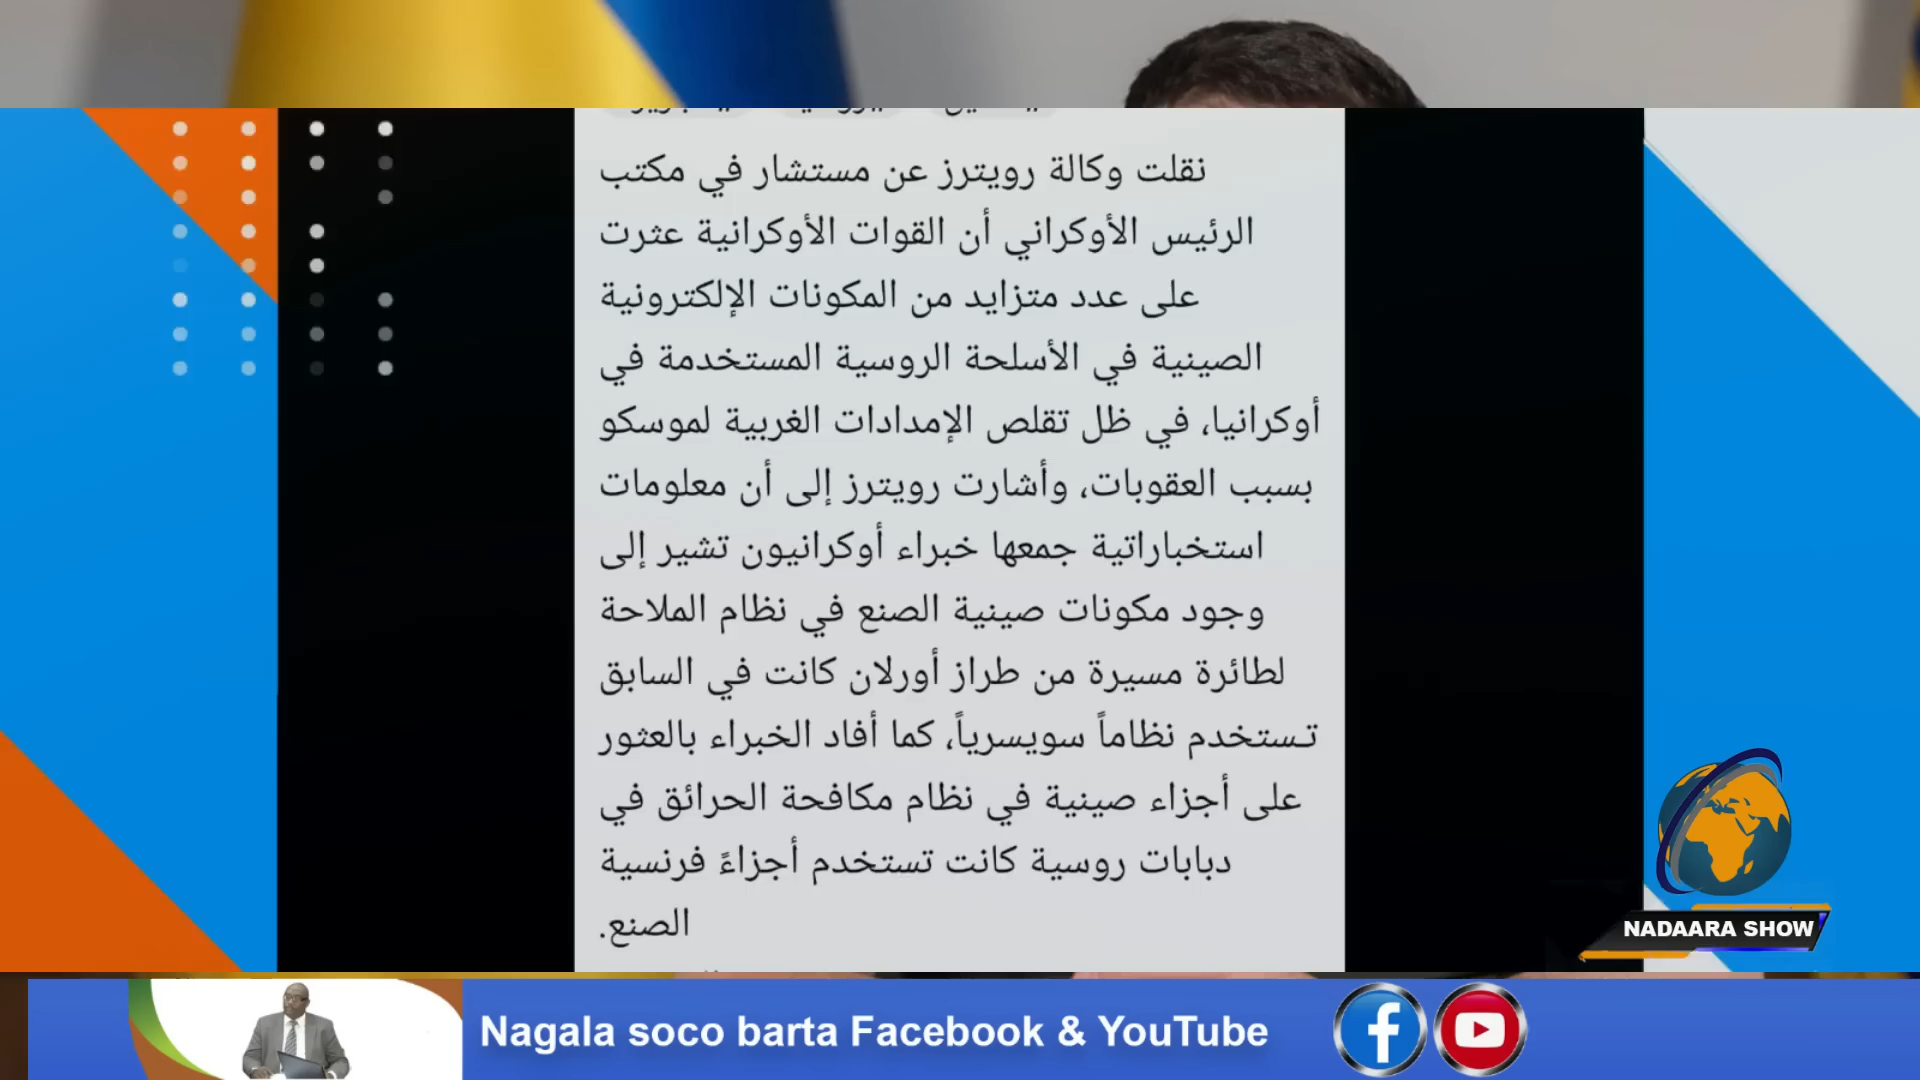 نقلت وكالة رويترز عن مستشار في مكتب
الرئيس الأوكراني أن القوات الأوكرانية عثرت
على عدد متزايد من المكونات الإلكترونية
الصينية في الأسلحة الروسية المستخدمة في
أوكرانيا، في ظل تقلص الإمدادات الغربية لموسكو
بسبب العقوبات، وأشارت رويترز إلى أن معلومات
استخباراتية جمعها خبراء أوكرانيون تشير إلى
وجود مكونات صينية الصنع في نظام الملاحة
لطائرة مسيرة من طراز أورلان كانت في السابق
تستخدم نظاماً سويسرياً، كما أفاد الخبراء بالعثور
على أجزاء صينية في نظام مكافحة الحرائق في
دبابات روسية كانت تستخدم أجزاءً فرنسية
الصنع.
NADAARA SHOW
Nagala soco barta Facebook & YouTube